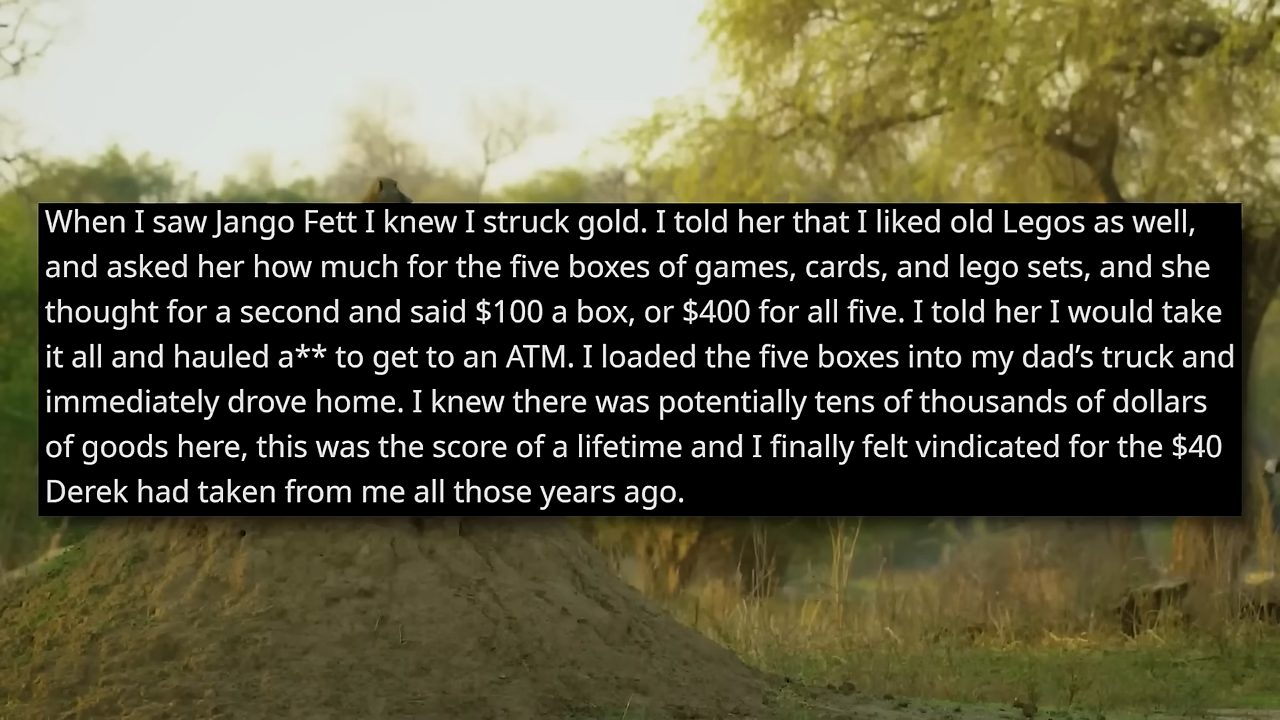 When I saw Jango Fett I knew I struck gold. I told her that I liked old Legos as well,
and asked her how much for the five boxes of games, cards, and lego sets, and she
thought for a second and said $100 a box, or $400 for all five. I told her I would take
it all and hauled a** to get to an ATM. I loaded the five boxes into my dad’s truck and
immediately drove home. I knew there was potentially tens of thousands of dollars
of goods here, this was the score of a lifetime and I finally felt vindicated for the $40
Derek had taken from me all those years ago.